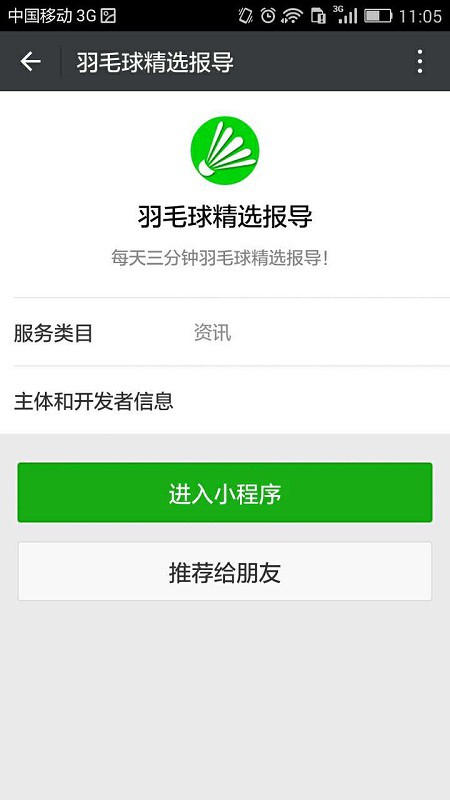 中国移动 3G 3G 11:05
羽毛球精选报导
羽毛球精选报导
每天三分钟羽毛球精选报导!
服务类目 资讯
主体和开发者信息
进入小程序
推荐给朋友